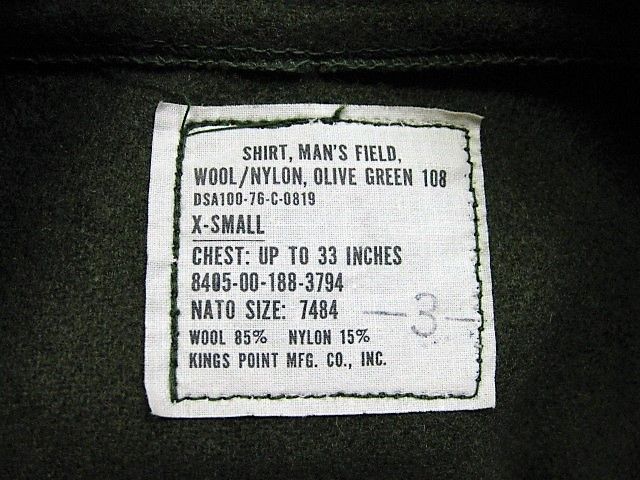 SHIRT, MAN'S FIELD,
WOOL/NYLON, OLIVE GREEN 108
DSA100-76-C-0819
X-SMALL
CHEST: UP TO 33 INCHES
8405-00-188-3794
NATO SIZE: 7484
-3-
WOOL 85% NYLON 15%
KINGS POINT MFG. CO., INC.